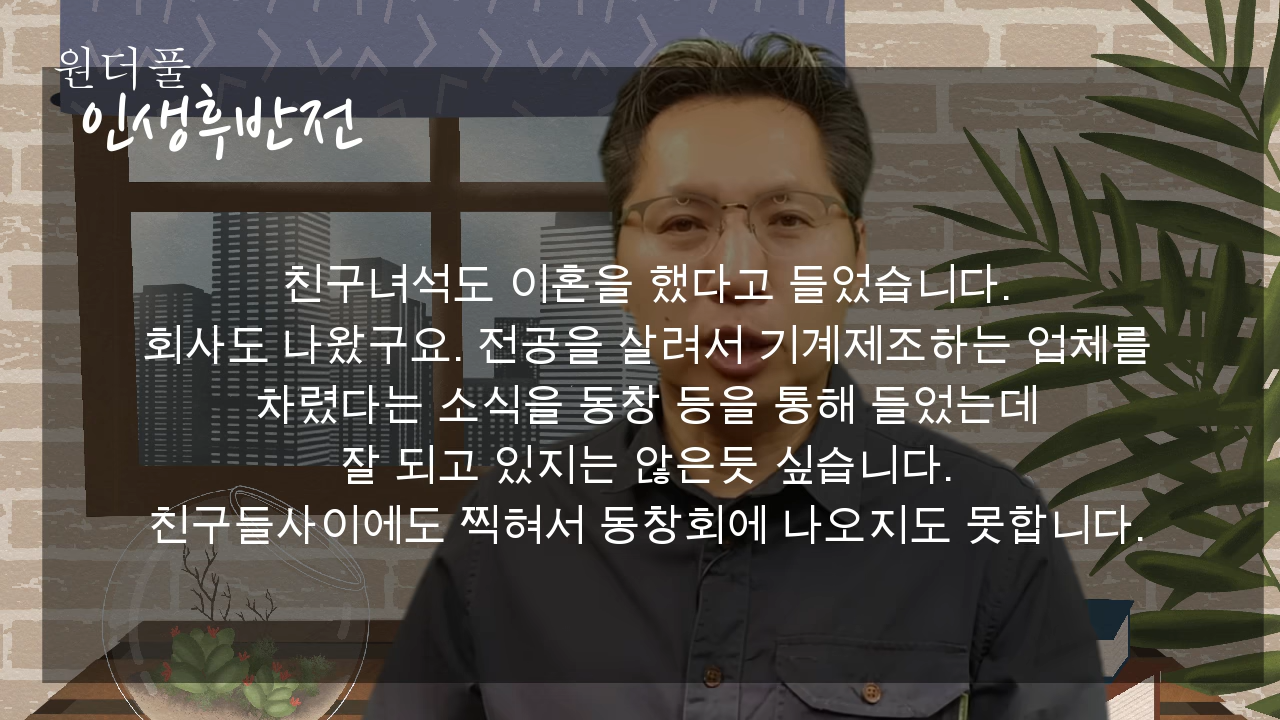 원더풀
인생후반전
친구녀석도 이혼을 했다고 들었습니다.
회사도 나왔구요. 전공을 살려서 기계제조하는 업체를
차렸다는 소식을 동창 등을 통해 들었는데
잘 되고 있지는 않은듯 싶습니다.
친구들사이에도 찍혀서 동창회에 나오지도 못합니다.